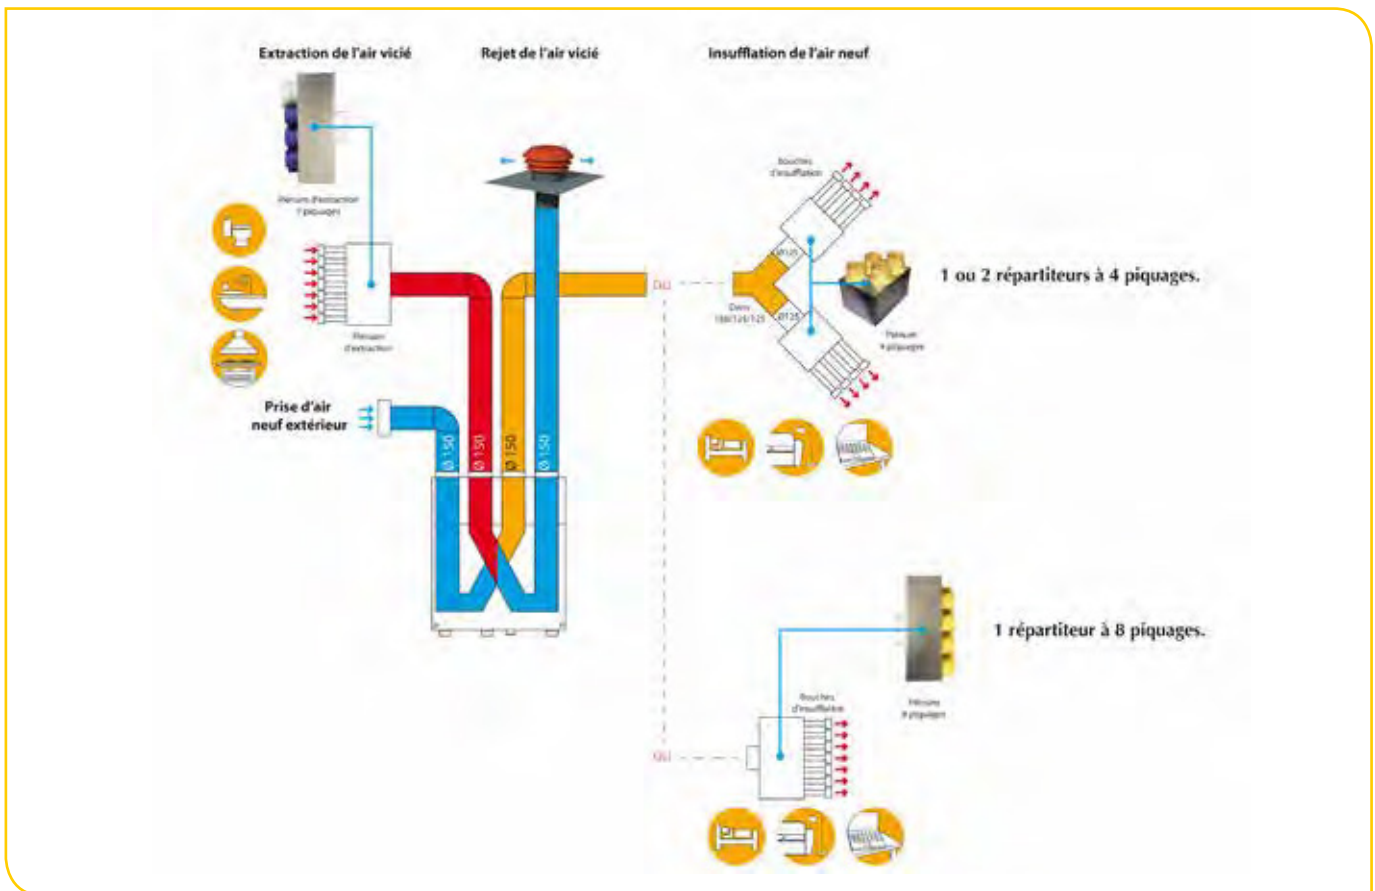 Extraction de l'air vicié
Rejet de l'air vicié
Insufflation de l'air neuf
Plénum d'extraction
7 piquages
Plénum
d'extraction
Prise d'air
neuf extérieur
Ø 150
Ø 150
Ø 150
Ø 150
OU
Bouches
d'insufflation
Ø125
Ø125
Plénum
4 piquages
1 ou 2 répartiteurs à 4 piquages.
Plénum
8 piquages
1 répartiteur à 8 piquages.
Bouches
d'insufflation
OU